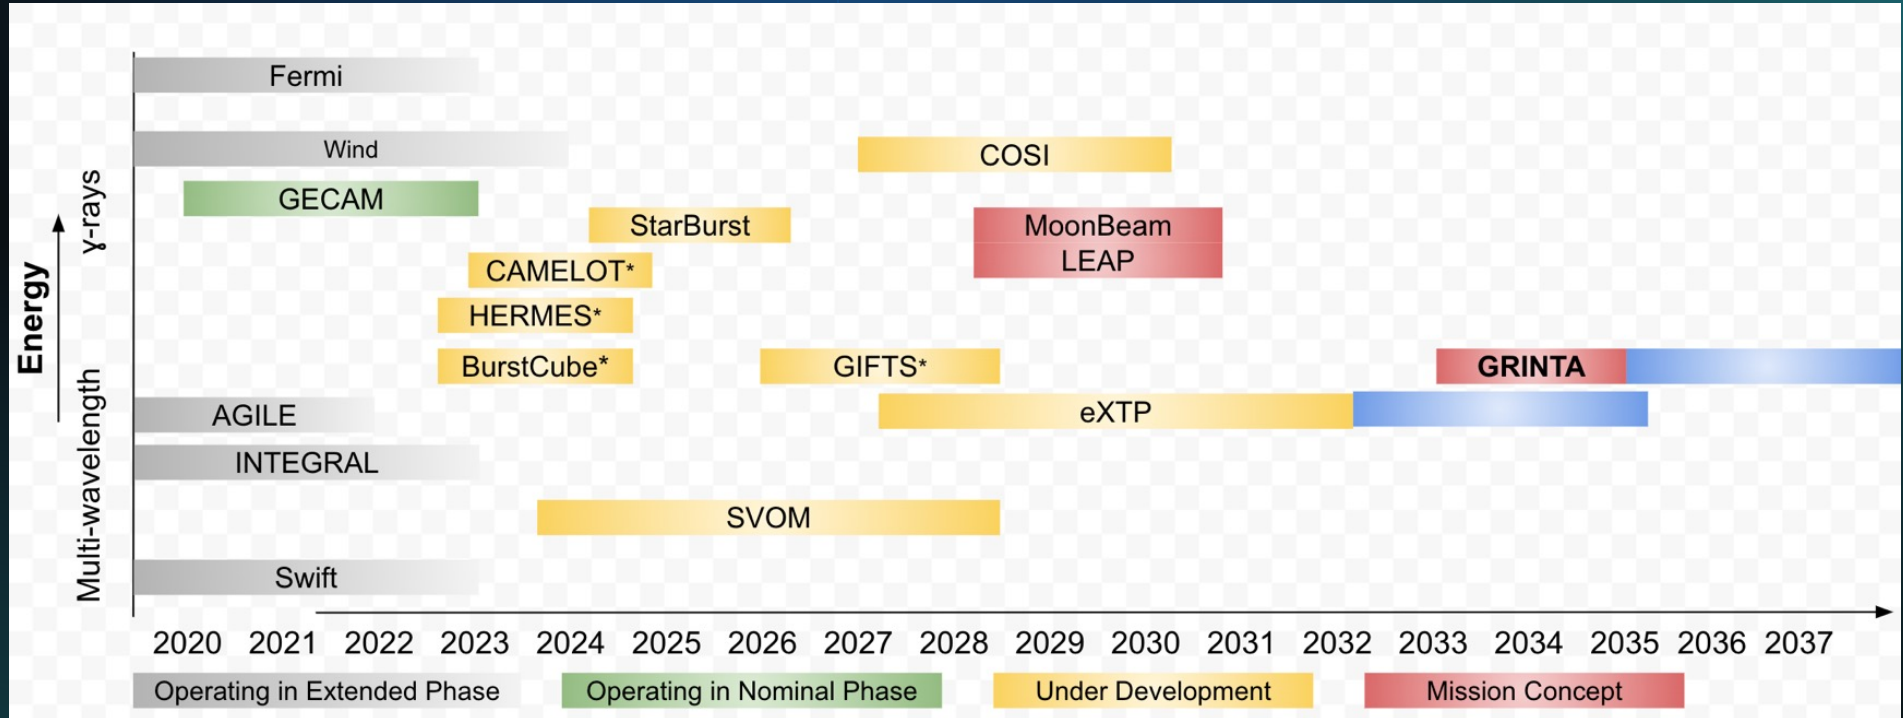 Fermi
Wind
COSI
GECAM
StarBurst
MoonBeam
LEAP
CAMELOT*
HERMES*
BurstCube*
GIFTS*
GRINTA
AGILE
eXTP
INTEGRAL
SVOM
Swift
Energy
γ-rays
Multi-wavelength
2020 2021 2022 2023 2024 2025 2026 2027 2028 2029 2030 2031 2032 2033 2034 2035 2036 2037
Operating in Extended Phase
Operating in Nominal Phase
Under Development
Mission Concept